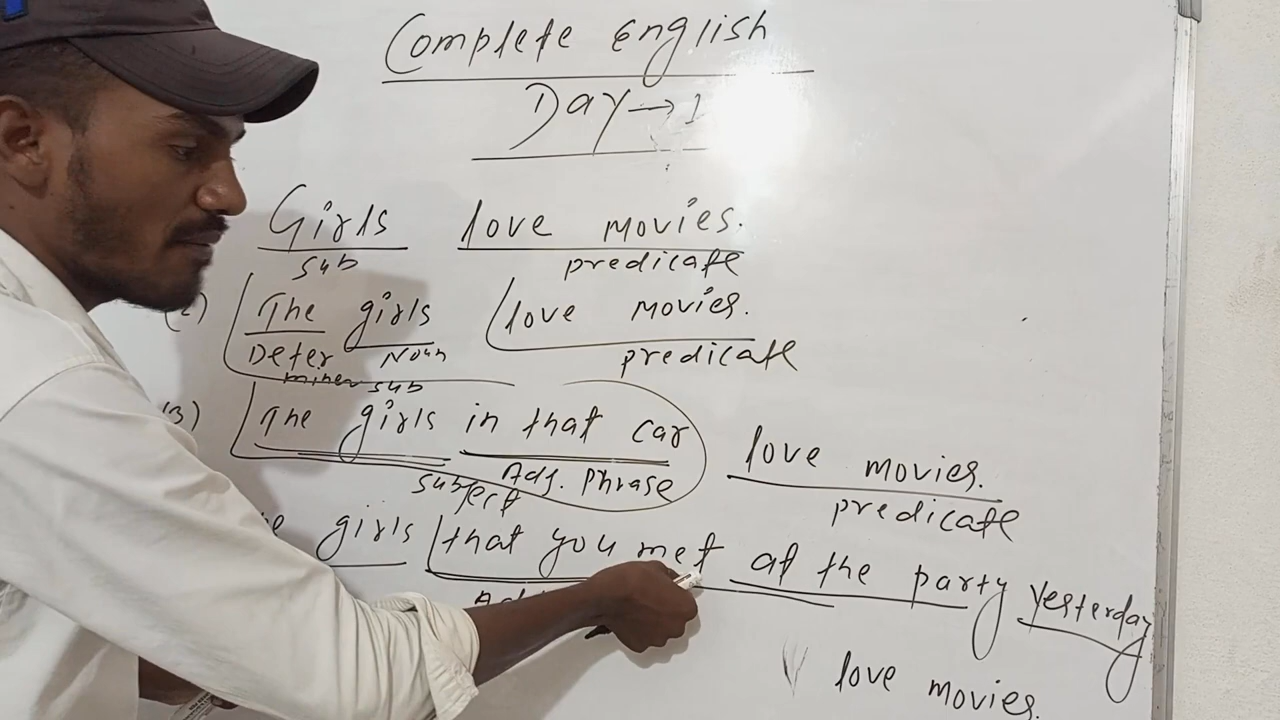 Complete English
Day → 1
Girls love movies.
sub predicate
(2) The girls love movies.
Deter Noun predicate
miner sub
(3) The girls in that car love movies.
subject Adj. Phrase predicate
girls that you met at the party yesterday
love movies.